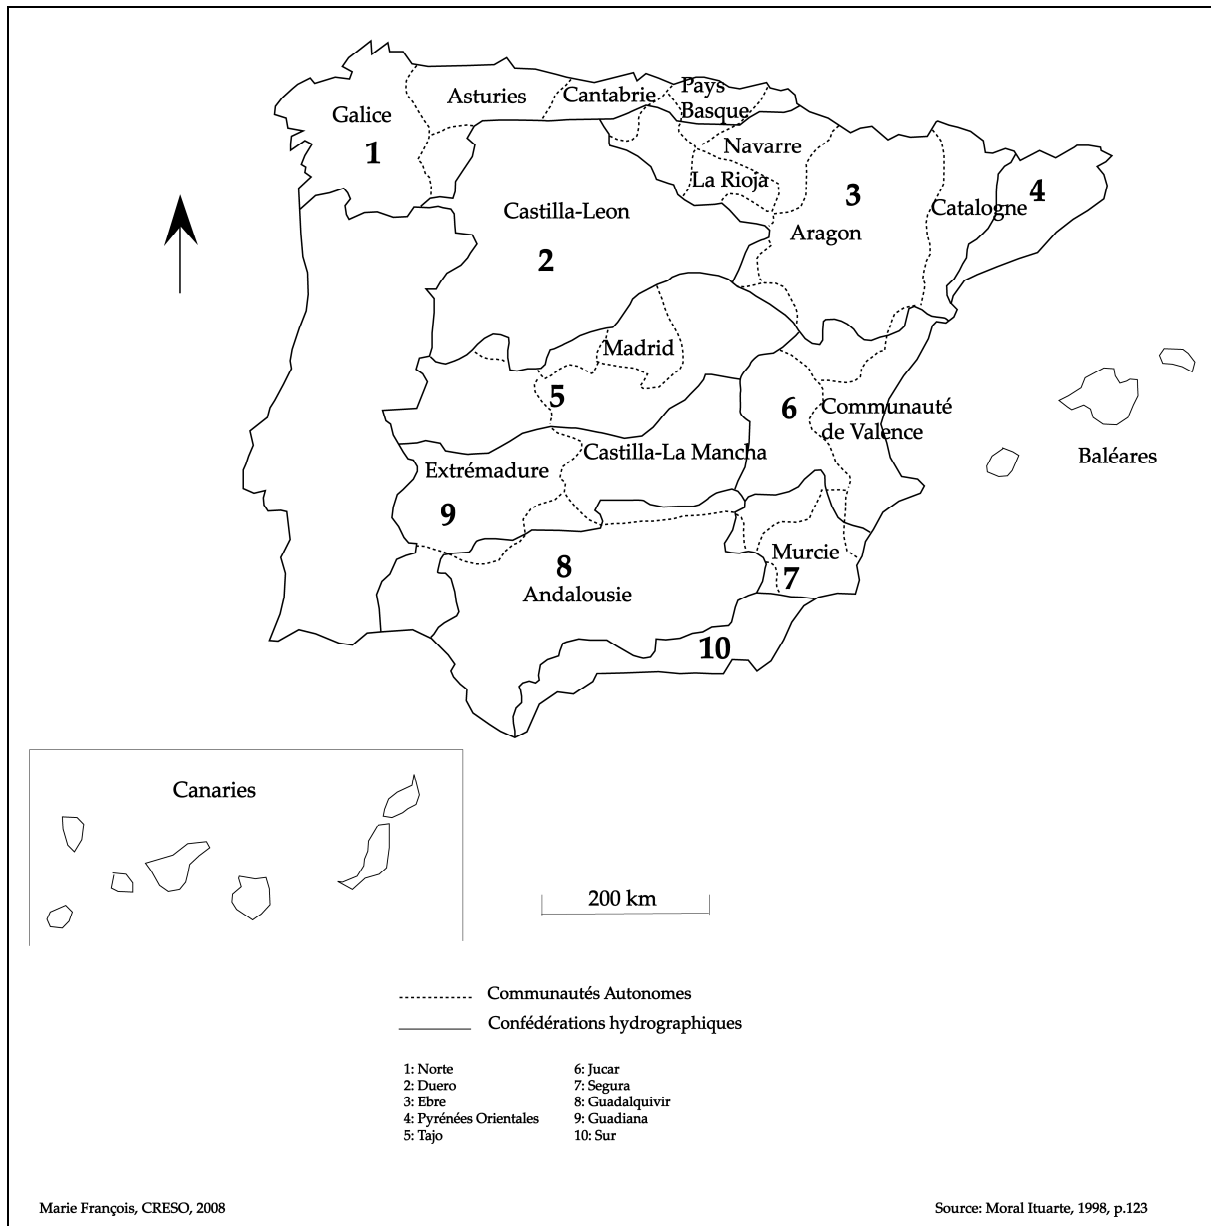 Galice
1
Asturies
Cantabrie
Pays
Basque
Navarre
La Rioja
3
Aragon
Catalogne
4
Castilla-Leon
2
Madrid
5
6
Communauté
de Valence
Baléares
Castilla-La Mancha
Extrémadure
9
8
Andalousie
Murcie
7
10
Canaries
200 km
Communautés Autonomes
Confédérations hydrographiques
1: Norte
2: Duero
3: Ebre
4: Pyrénées Orientales
5: Tajo
6: Jucar
7: Segura
8: Guadalquivir
9: Guadiana
10: Sur
Marie François, CRESO, 2008
Source: Moral Ituarte, 1998, p.123